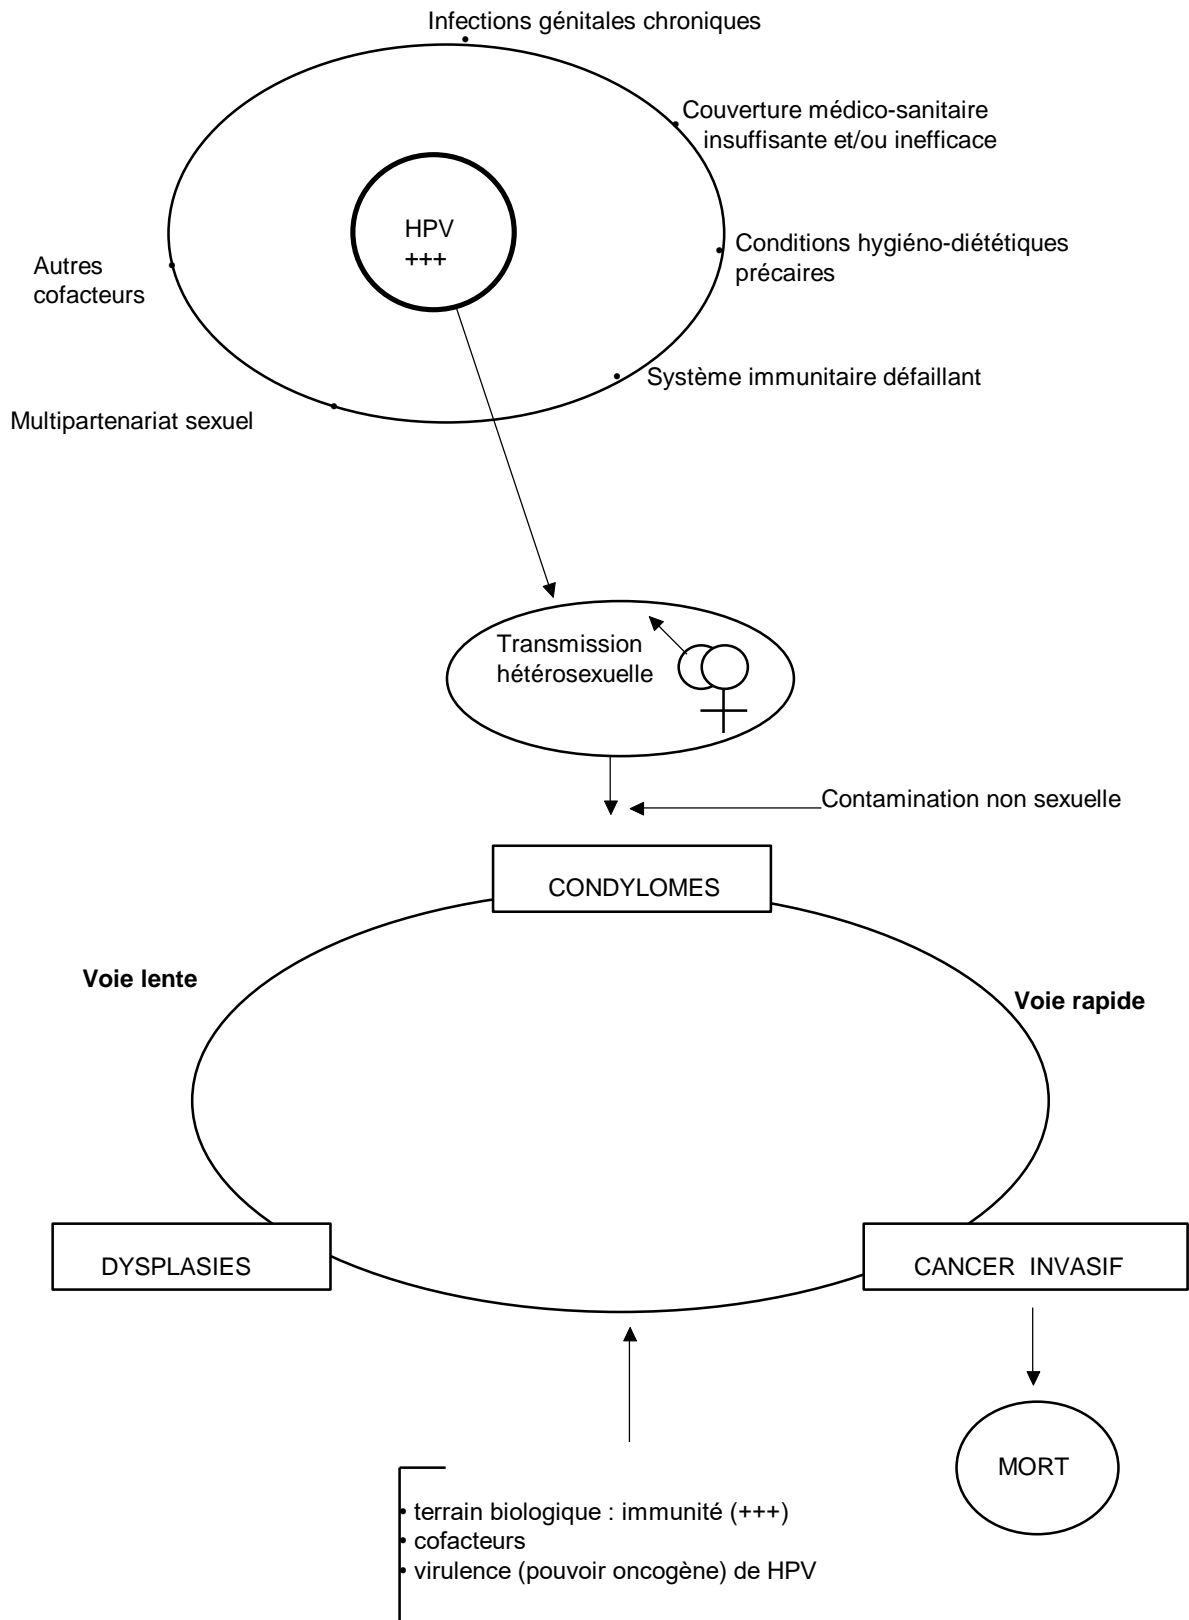 Infections génitales chroniques
Couverture médico-sanitaire
insuffisante et/ou inefficace
HPV
+++
Conditions hygiéno-diététiques
précaires
Autres
cofacteurs
Système immunitaire défaillant
Multipartenariat sexuel
Transmission
hétérosexuelle
Contamination non sexuelle
CONDYLOMES
Voie lente
Voie rapide
DYSPLASIES
CANCER INVASIF
MORT
• terrain biologique : immunité (+++)
• cofacteurs
• virulence (pouvoir oncogène) de HPV